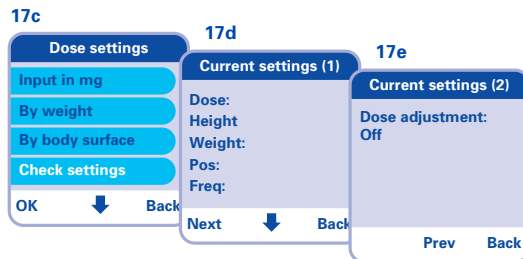 17c
Dose settings
Input in mg
By weight
By body surface
Check settings
OK Back
17d
Current settings (1)
Dose:
Height
Weight:
Pos:
Freq:
Next Back
17e
Current settings (2)
Dose adjustment:
Off
Prev Back